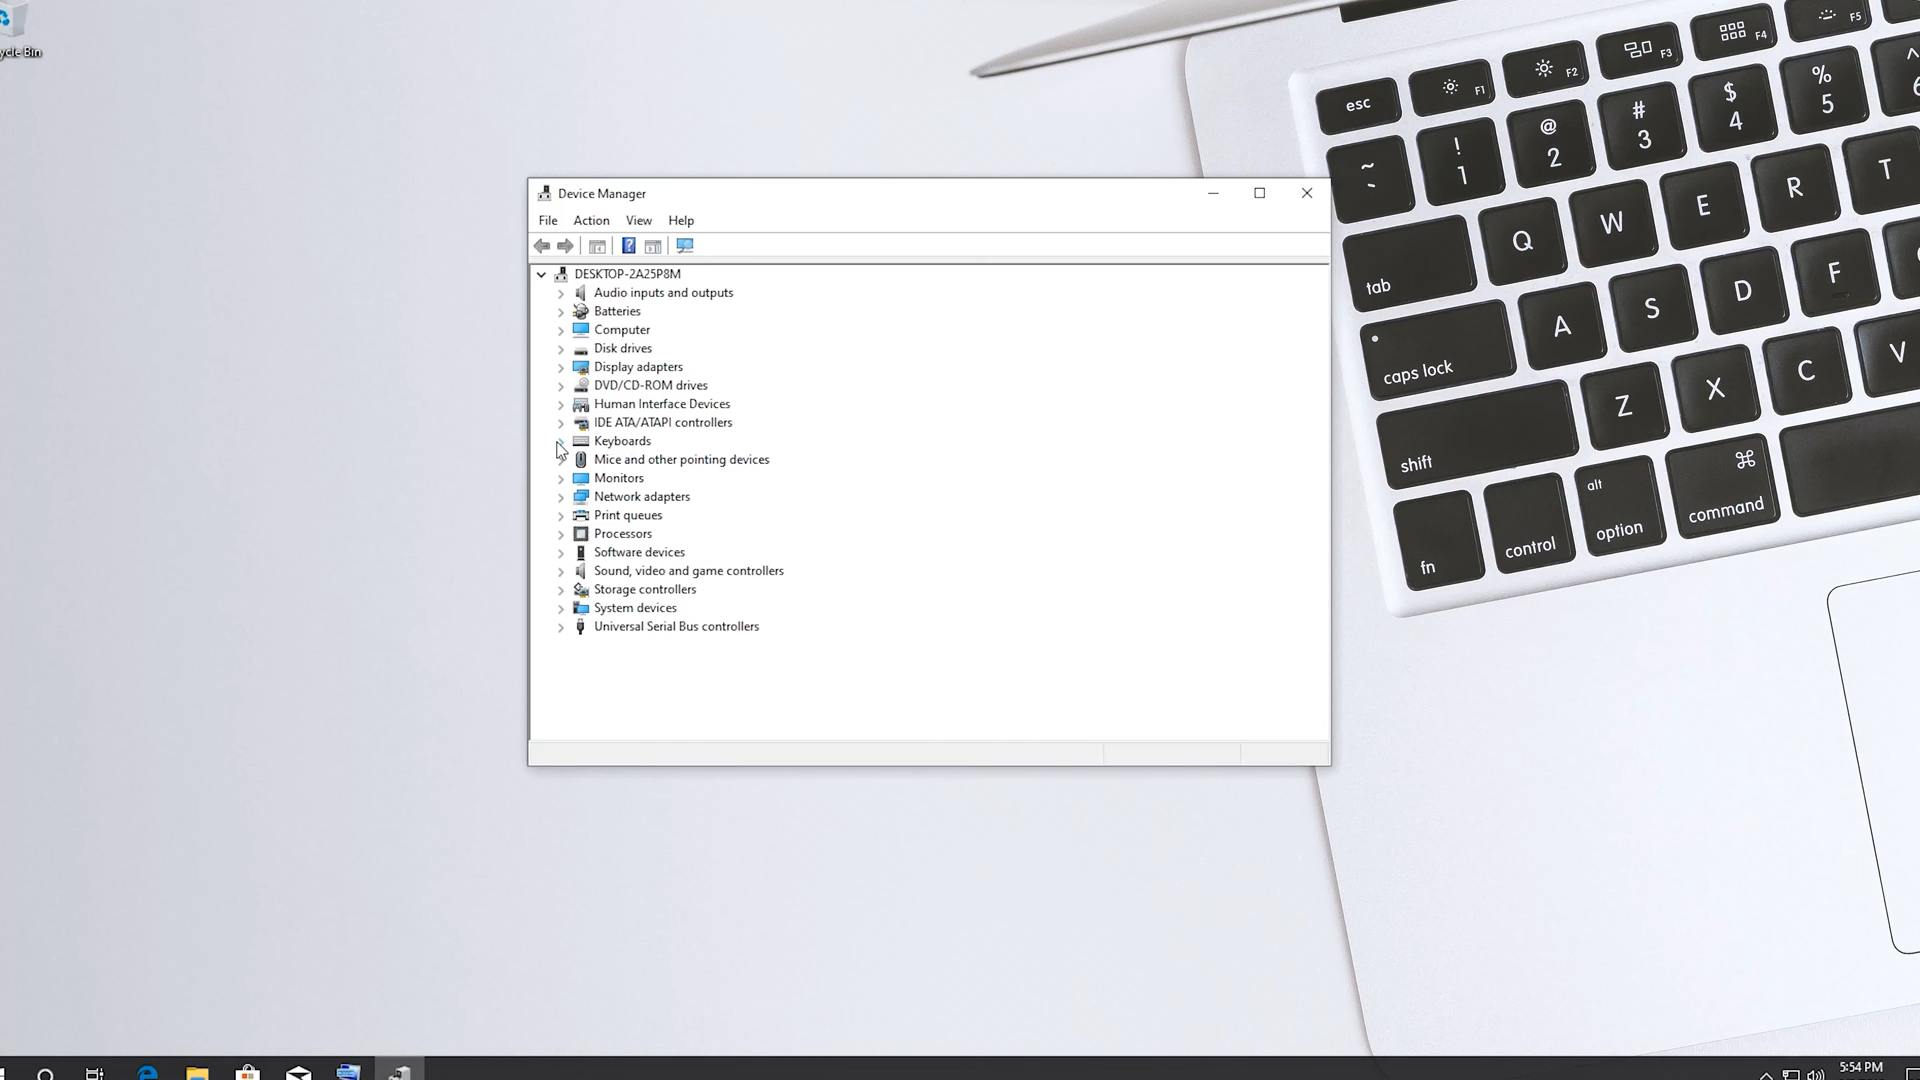 ycle Bin
Device Manager
File Action View Help
DESKTOP-2A25P8M
Audio inputs and outputs
Batteries
Computer
Disk drives
Display adapters
DVD/CD-ROM drives
Human Interface Devices
IDE ATA/ATAPI controllers
Keyboards
Mice and other pointing devices
Monitors
Network adapters
Print queues
Processors
Software devices
Sound, video and game controllers
Storage controllers
System devices
Universal Serial Bus controllers
esc F1 F2 F3 F4 F5
~ ! @ # $ % ^
` 1 2 3 4 5 6
tab Q W E R T
caps lock A S D F
shift Z X C V
fn control alt option command ⌘
5:54 PM